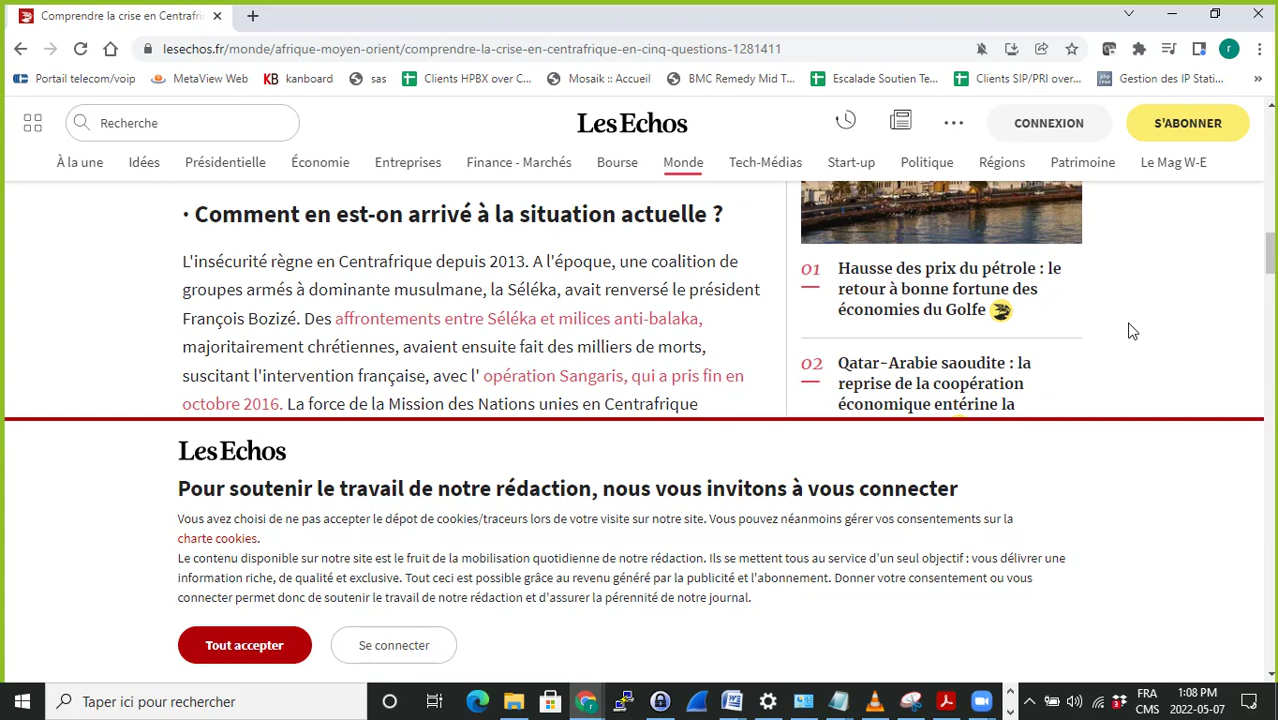 Comprendre la crise en Centrafri
lesechos.fr/monde/afrique-moyen-orient/comprendre-la-crise-en-centrafrique-en-cinq-questions-1281411
r
Portail telecom/voip MetaView Web KB kanboard sas Clients HPBX over C... Mosaik :: Accueil BMC Remedy Mid T... Escalade Soutien Te... Clients SIP/PRI over... Gestion des IP Stati... »
Recherche Les Echos CONNEXION S'ABONNER
À la une Idées Présidentielle Économie Entreprises Finance - Marchés Bourse Monde Tech-Médias Start-up Politique Régions Patrimoine Le Mag W-E
· Comment en est-on arrivé à la situation actuelle ?
L'insécurité règne en Centrafrique depuis 2013. A l'époque, une coalition de
groupes armés à dominante musulmane, la Séléka, avait renversé le président
François Bozizé. Des affrontements entre Séléka et milices anti-balaka,
majoritairement chrétiennes, avaient ensuite fait des milliers de morts,
suscitant l'intervention française, avec l' opération Sangaris, qui a pris fin en
octobre 2016. La force de la Mission des Nations unies en Centrafrique
01 Hausse des prix du pétrole : le
retour à bonne fortune des
économies du Golfe
02 Qatar-Arabie saoudite : la
reprise de la coopération
économique entérine la
Les Echos
Pour soutenir le travail de notre rédaction, nous vous invitons à vous connecter
Vous avez choisi de ne pas accepter le dépot de cookies/traceurs lors de votre visite sur notre site. Vous pouvez néanmoins gérer vos consentements sur la
charte cookies.
Le contenu disponible sur notre site est le fruit de la mobilisation quotidienne de notre rédaction. Ils se mettent tous au service d'un seul objectif : vous délivrer une
information riche, de qualité et exclusive. Tout ceci est possible grâce au revenu généré par la publicité et l'abonnement. Donner votre consentement ou vous
connecter permet donc de soutenir le travail de notre rédaction et d'assurer la pérennité de notre journal.
Tout accepter Se connecter
Taper ici pour rechercher
FRA
CMS
1:08 PM
2022-05-07